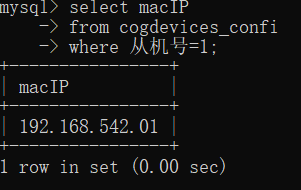 mysql> select macIP
-> from cogdevices_confi
-> where 从机号=1;
+----------------+
| macIP |
+----------------+
| 192.168.542.01 |
+----------------+
1 row in set (0.00 sec)